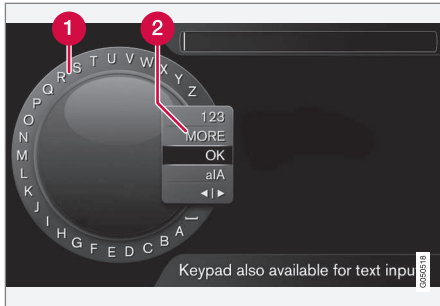 1
2
A B C D E F G H I J K L M N O P Q R S T U V W X Y Z
123
MORE
OK
a|A
◄|►
Keypad also available for text inpu
G050518